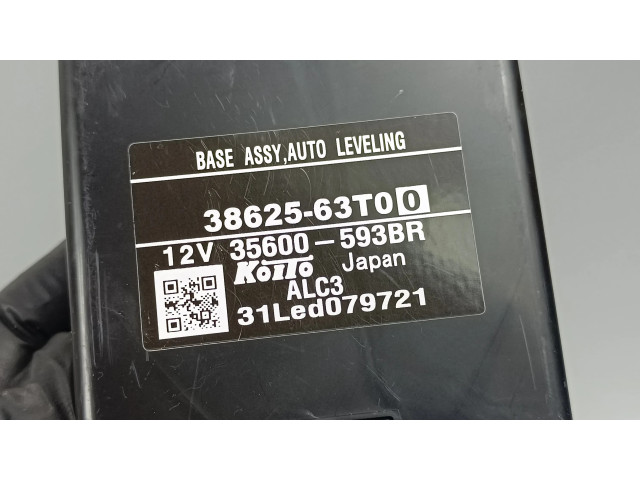 BASE ASSY,AUTO LEVELING
38625-63T00
12V 35600-593BR
KOITO Japan
ALC3
31Led079721